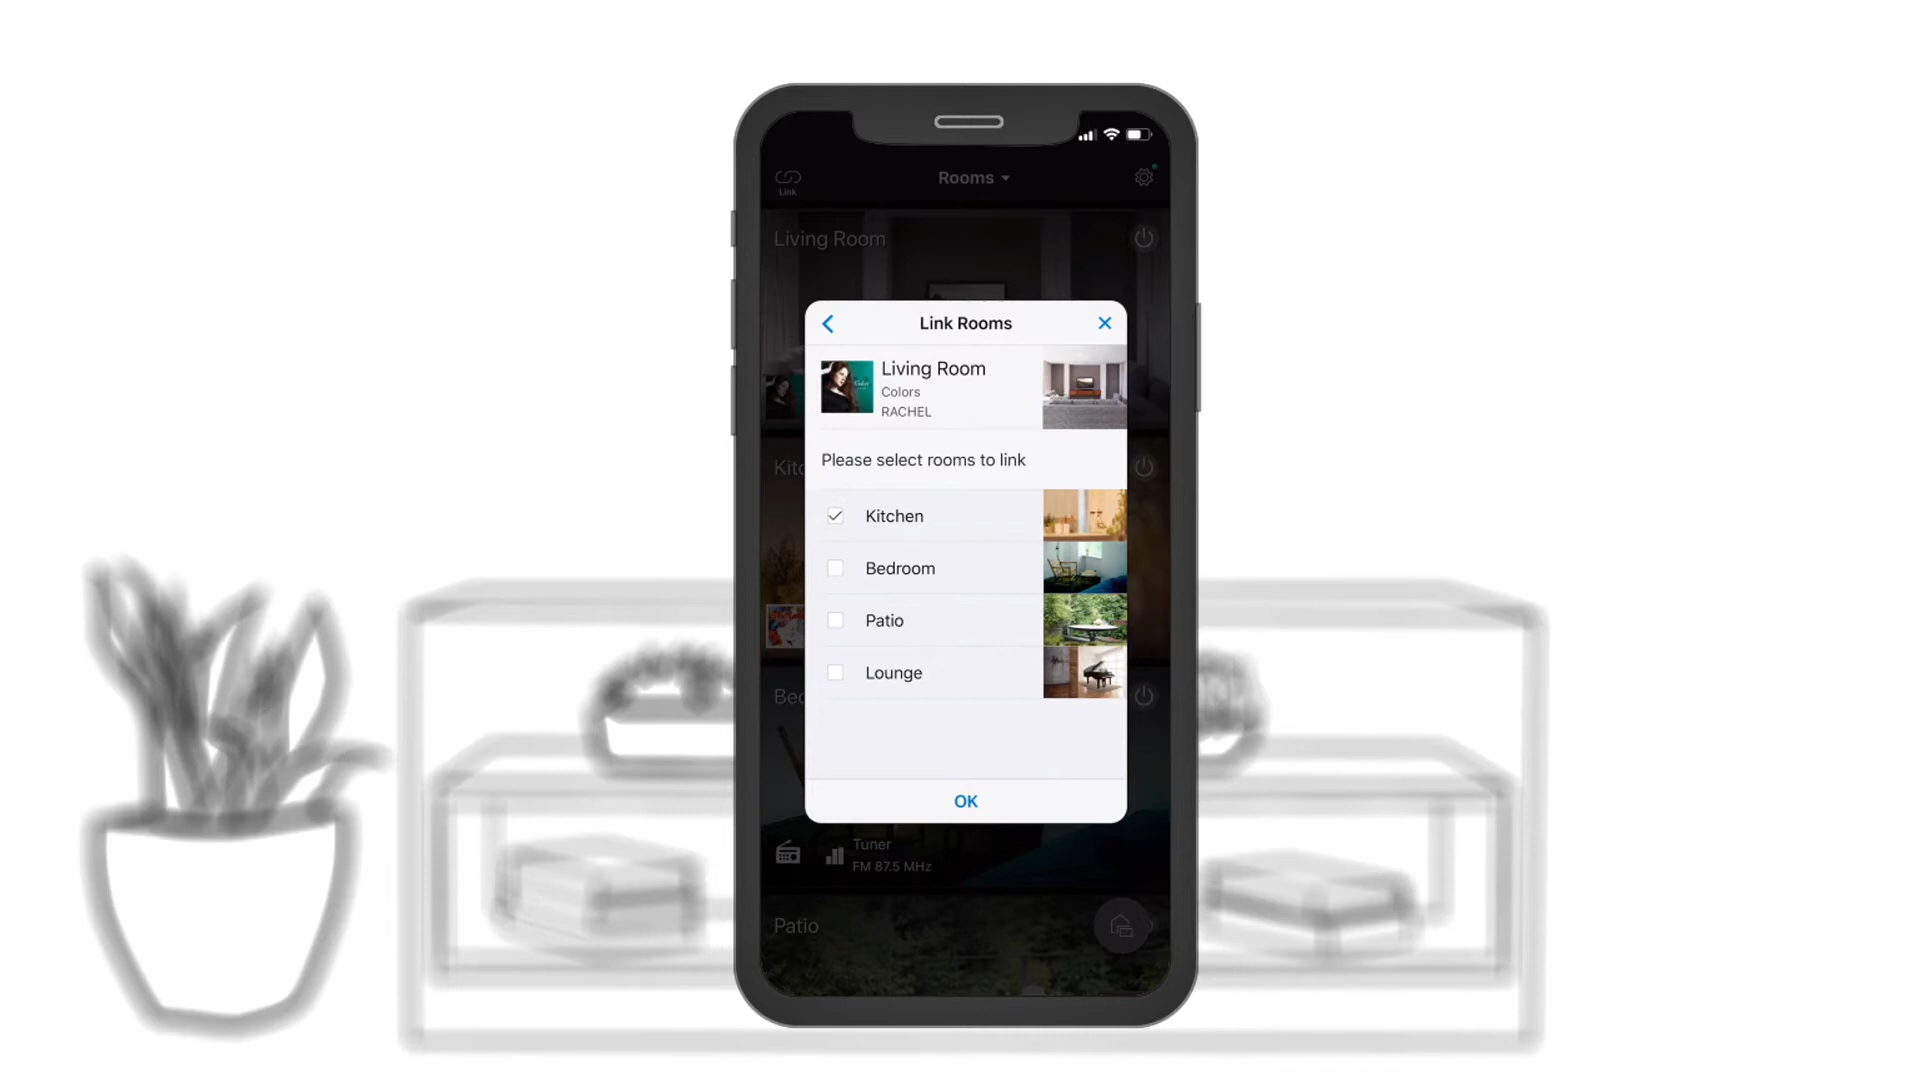 Link
Rooms
Living Room
Link Rooms
Living Room
Colors
RACHEL
Please select rooms to link
Kitchen
Bedroom
Patio
Lounge
OK
Tuner
FM 87.5 MHz
Patio